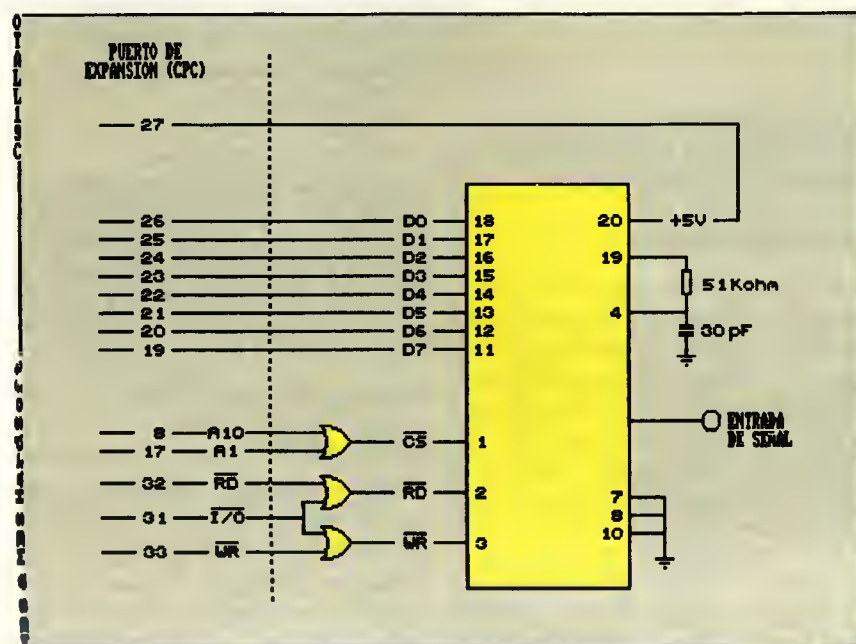 PUERTO DE
EXPANSION (CPC)
27
26 D0 18
25 D1 17
24 D2 16
23 D3 15
22 D4 14
21 D5 13
20 D6 12
19 D7 11
20 +5V
19
51Kohm
4
30 pF
8 A10
17 A1
CS 1
32 RD
RD 2
31 I/O
33 WR
WR 3
ENTRADA
DE SEÑAL
7
8
10
Hardsoft